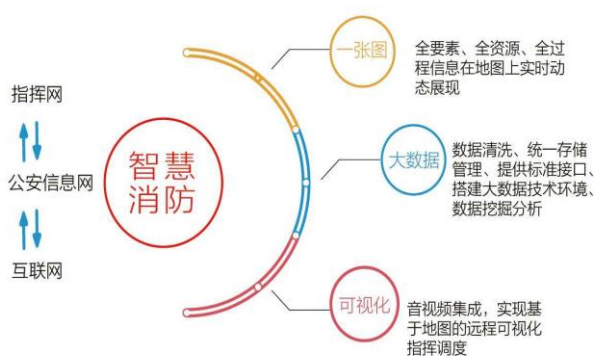 指挥网
公安信息网
互联网
智慧
消防
一张图
全要素、全资源、全过
程信息在地图上实时动
态展现
大数据
数据清洗、统一存储
管理、提供标准接口、
搭建大数据技术环境、
数据挖掘分析
可视化
音视频集成，实现基
于地图的远程可视化
指挥调度